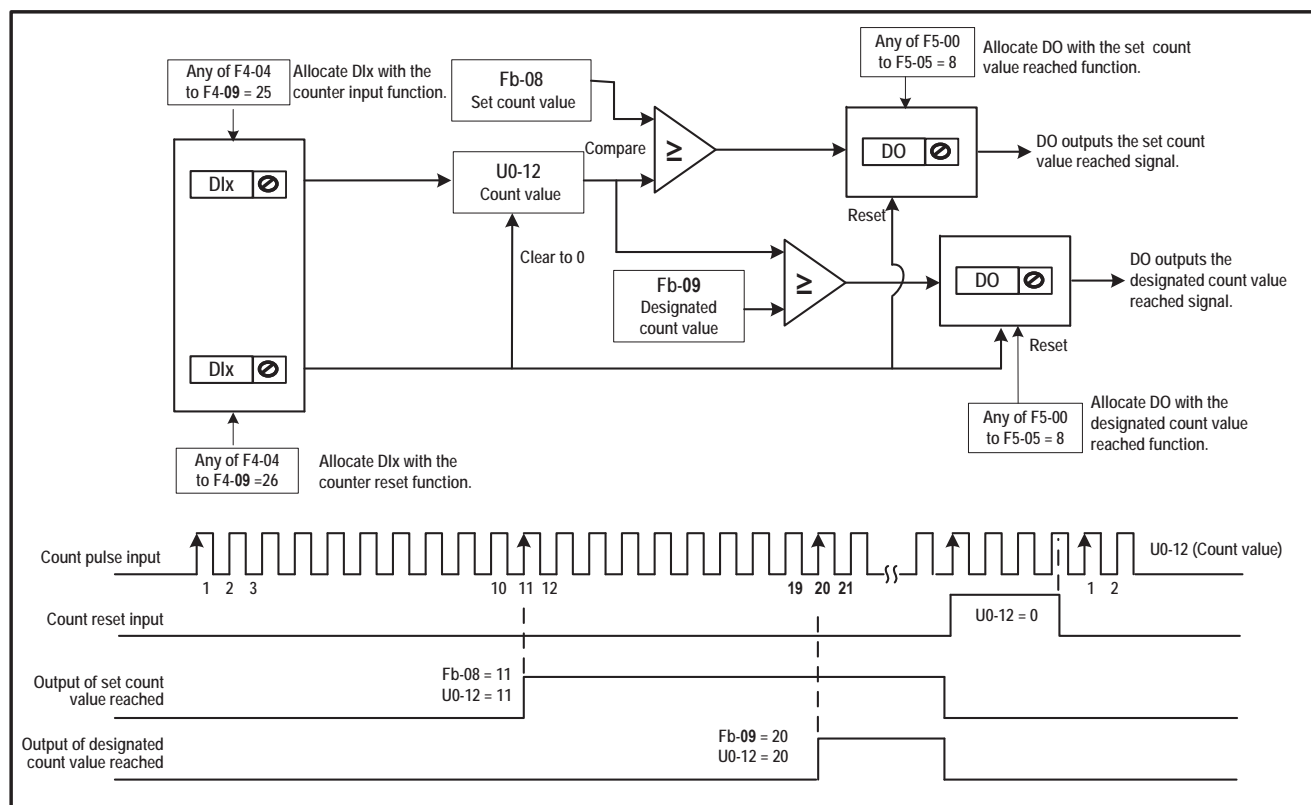 Any of F4-04
to F4-09 = 25
Allocate DIx with the
counter input function.
Fb-08
Set count value
Any of F5-00
to F5-05 = 8
Allocate DO with the set count
value reached function.
DIx
U0-12
Count value
Compare
≥
DO
DO outputs the set count
value reached signal.
Reset
Clear to 0
Fb-09
Designated
count value
≥
DO
DO outputs the
designated count value
reached signal.
DIx
Reset
Any of F4-04
to F4-09 =26
Allocate DIx with the
counter reset function.
Any of F5-00
to F5-05 = 8
Allocate DO with the
designated count value
reached function.
Count pulse input
U0-12 (Count value)
1 2 3 10 11 12 19 20 21 1 2
Count reset input
U0-12 = 0
Output of set count
value reached
Fb-08 = 11
U0-12 = 11
Output of designated
count value reached
Fb-09 = 20
U0-12 = 20